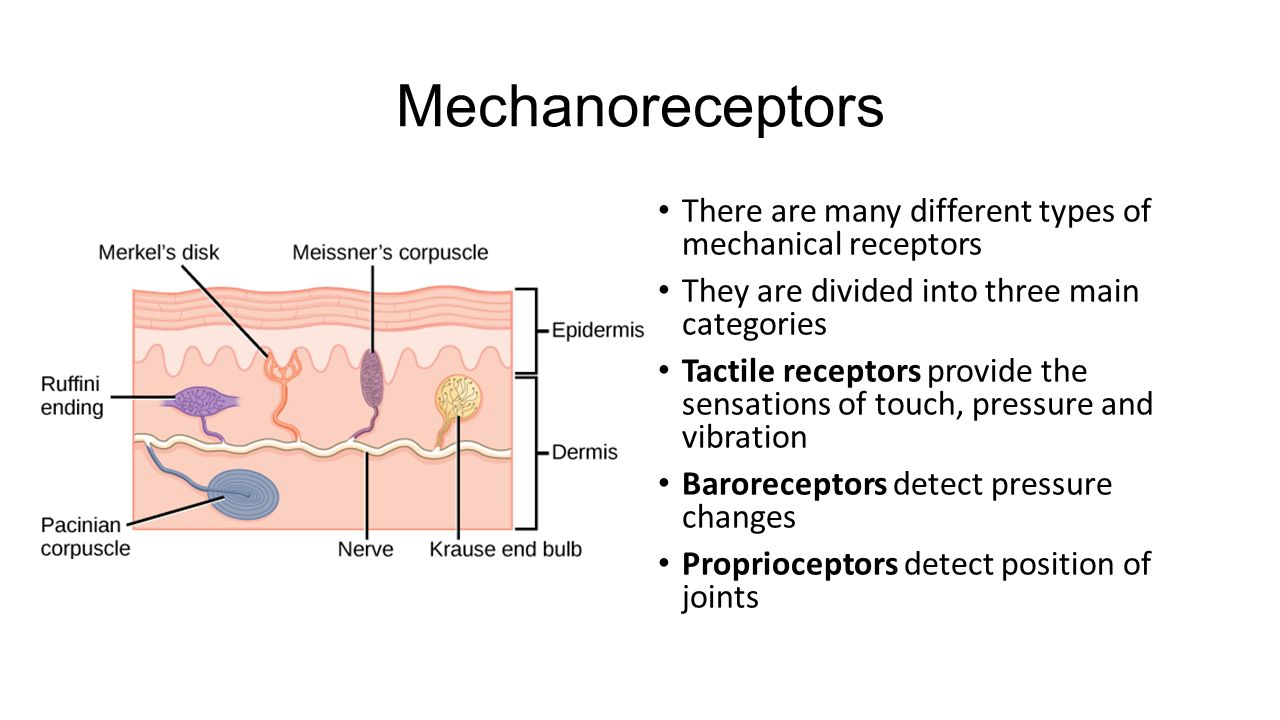 Mechanoreceptors
Merkel's disk
Meissner's corpuscle
Epidermis
Ruffini
ending
Dermis
Pacinian
corpuscle
Nerve
Krause end bulb
• There are many different types of
mechanical receptors
• They are divided into three main
categories
• Tactile receptors provide the
sensations of touch, pressure and
vibration
• Baroreceptors detect pressure
changes
• Proprioceptors detect position of
joints